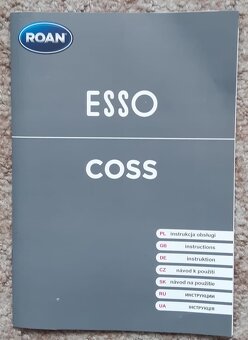 ROAN
ESSO
COSS
PL instrukcja obsługi
GB instructions
DE instruktion
CZ návod k použití
SK návod na použitie
RU ИНСТРУКЦИИ
UA ІНСТРУКЦІЯ